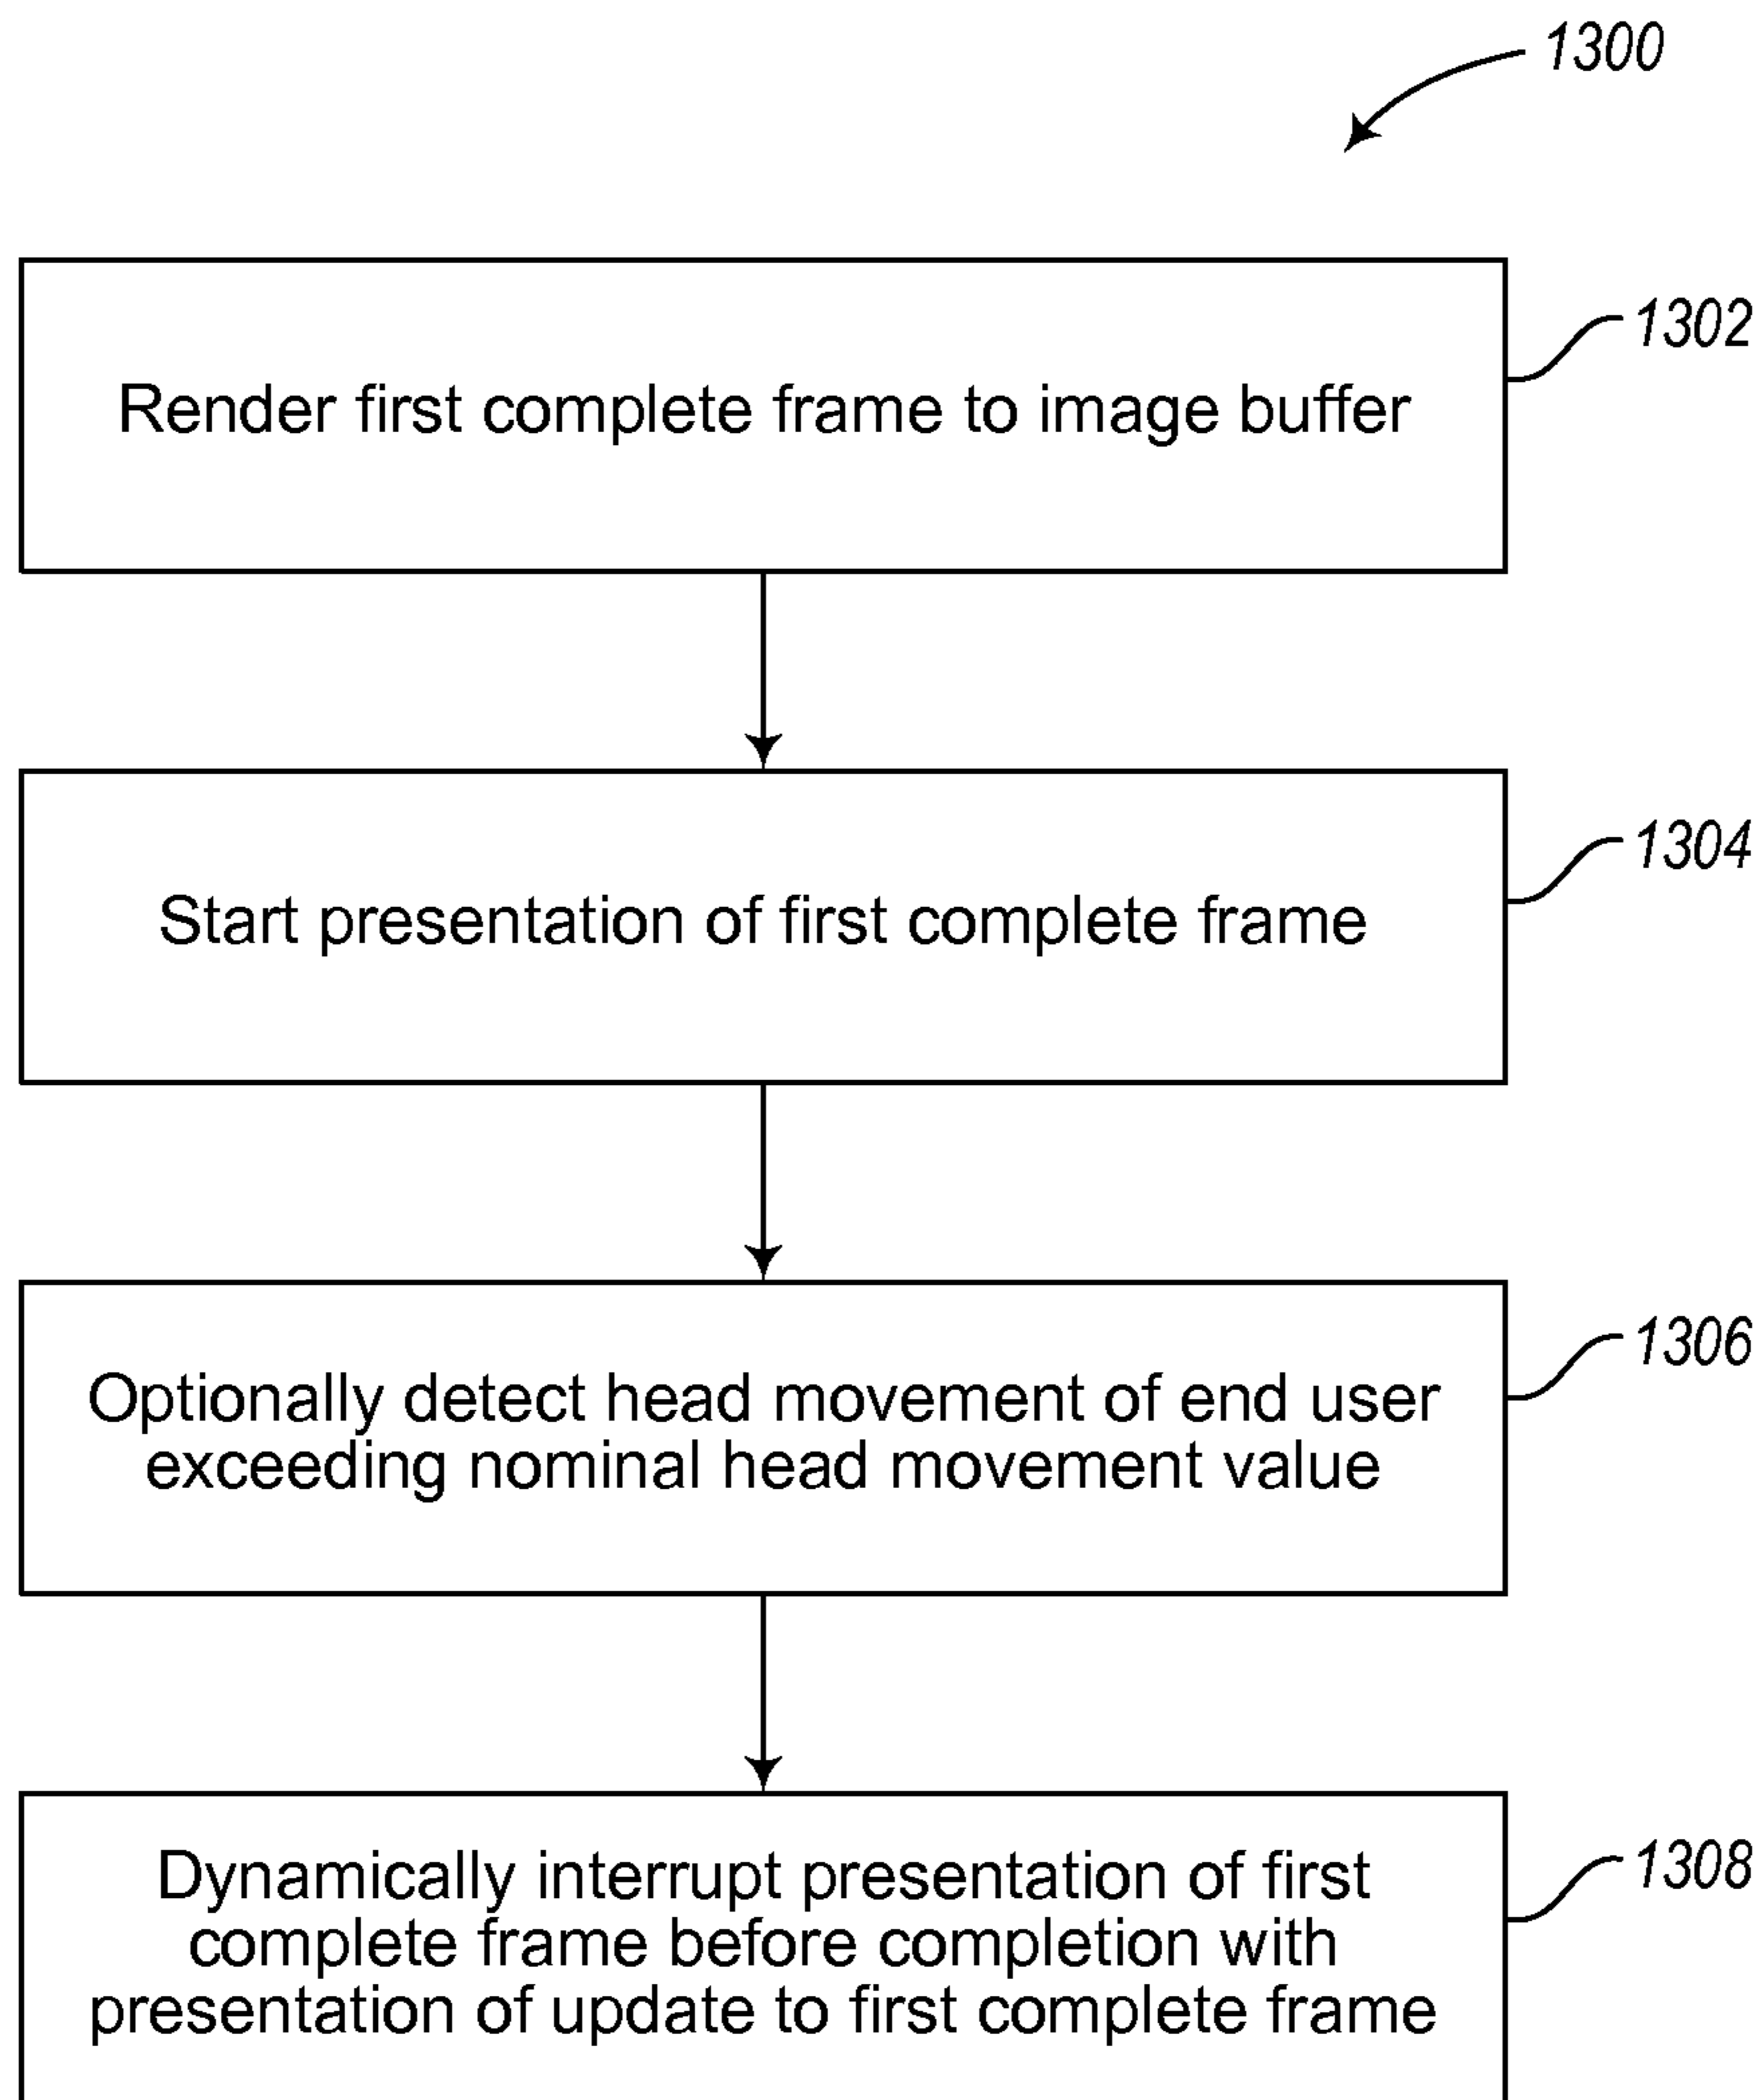 1300
1302
Render first complete frame to image buffer
1304
Start presentation of first complete frame
1306
Optionally detect head movement of end user
exceeding nominal head movement value
1308
Dynamically interrupt presentation of first
complete frame before completion with
presentation of update to first complete frame